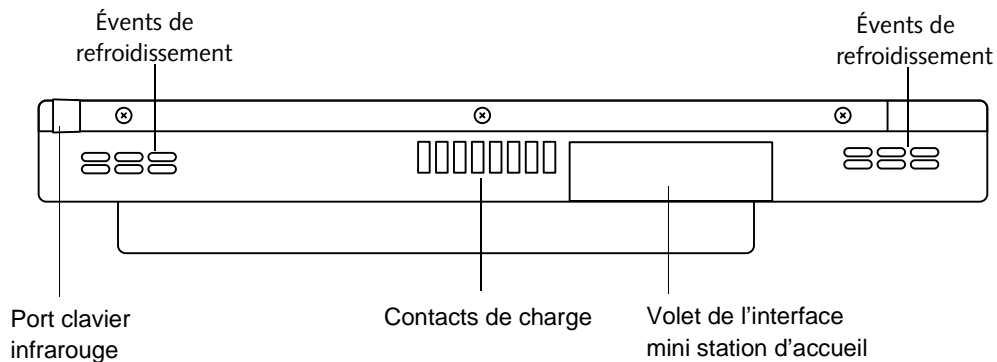 Évents de
refroidissement
Évents de
refroidissement
Port clavier
infrarouge
Contacts de charge
Volet de l'interface
mini station d'accueil